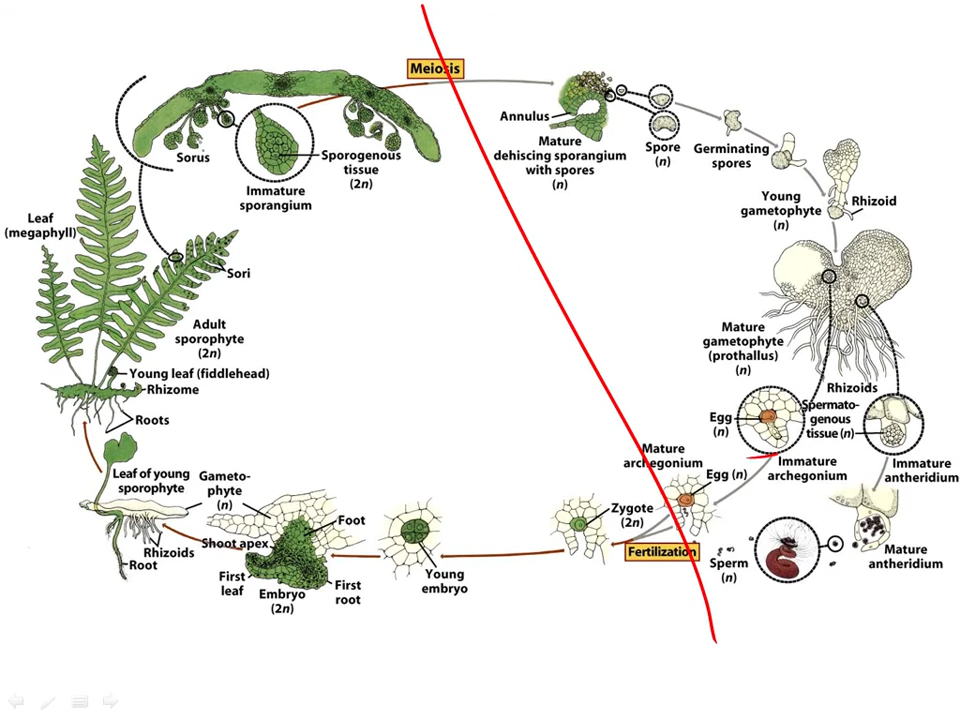 Meiosis
Annulus
Mature
dehiscing sporangium
with spores
(n)
Spore
(n)
Germinating
spores
Sorus
Sporogenous
tissue
(2n)
Immature
sporangium
Young
gametophyte
(n)
Rhizoid
Leaf
(megaphyll)
Sori
Adult
sporophyte
(2n)
Mature
gametophyte
(prothallus)
(n)
Rhizoids
Young leaf (fiddlehead)
Rhizome
Roots
Egg
(n)
Spermato-
genous
tissue (n)
Immature
archegonium
Immature
antheridium
Mature
archegonium
Egg (n)
Leaf of young
sporophyte
Gameto-
phyte
(n)
Foot
Shoot apex
Rhizoids
Root
First
leaf
Embryo
(2n)
First
root
Young
embryo
Zygote
(2n)
Fertilization
Sperm
(n)
Mature
antheridium